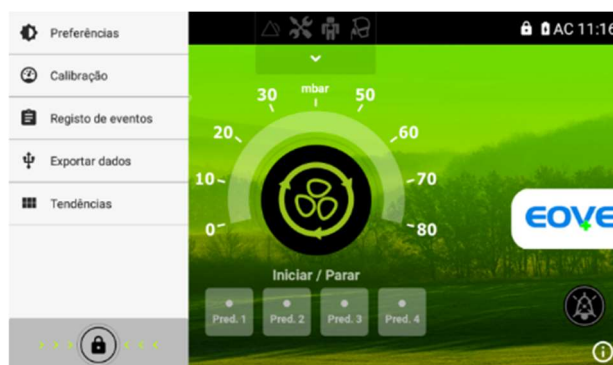 Preferências
Calibração
Registo de eventos
Exportar dados
Tendências
AC 11:16
mbar
0
10
20
30
50
60
70
80
Iniciar / Parar
Pred. 1
Pred. 2
Pred. 3
Pred. 4
EOVE